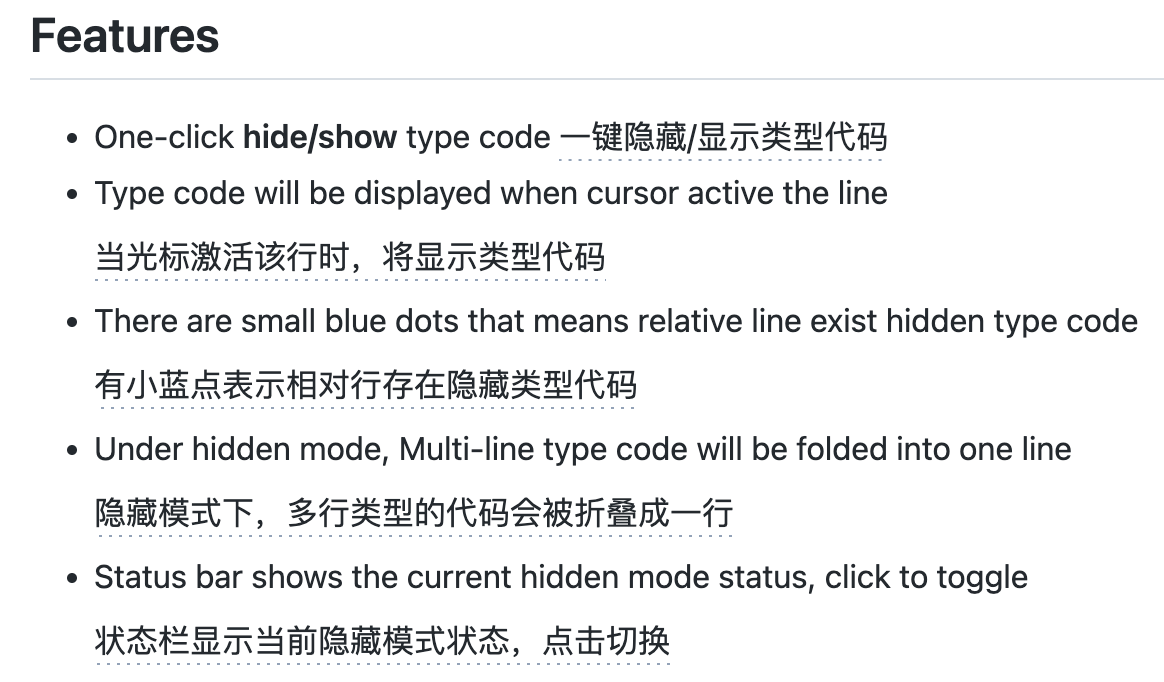 Features
One-click hide/show type code 一键隐藏/显示类型代码
Type code will be displayed when cursor active the line
当光标激活该行时，将显示类型代码
There are small blue dots that means relative line exist hidden type code
有小蓝点表示相对行存在隐藏类型代码
Under hidden mode, Multi-line type code will be folded into one line
隐藏模式下，多行类型的代码会被折叠成一行
Status bar shows the current hidden mode status, click to toggle
状态栏显示当前隐藏模式状态，点击切换